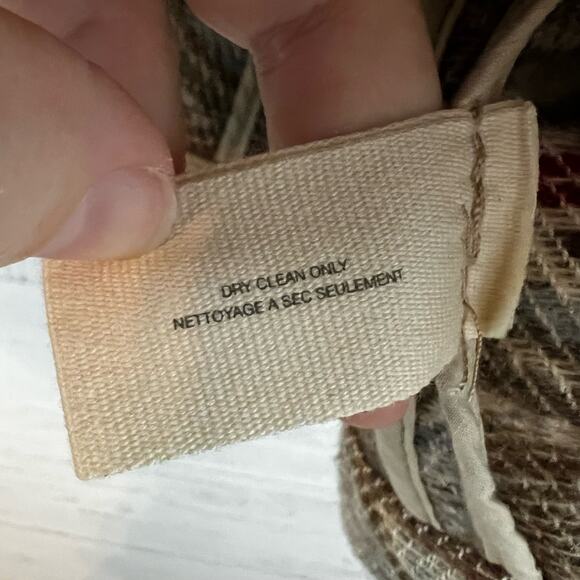 DRY CLEAN ONLY
NETTOYAGE A SEC SEULEMENT